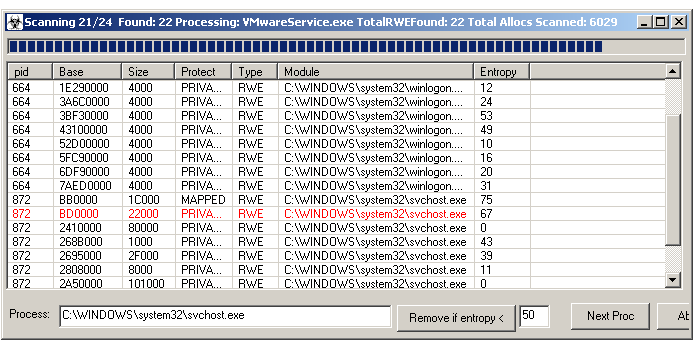 Scanning 21/24 Found: 22 Processing: VMwareService.exe TotalRWEFound: 22 Total Allocs Scanned: 6029
pid Base Size Protect Type Module Entropy
664 1E290000 4000 PRIVA... RWE C:\WINDOWS\system32\winlogon.... 12
664 3A6C0000 4000 PRIVA... RWE C:\WINDOWS\system32\winlogon.... 24
664 3BF30000 4000 PRIVA... RWE C:\WINDOWS\system32\winlogon.... 53
664 43100000 4000 PRIVA... RWE C:\WINDOWS\system32\winlogon.... 49
664 52D00000 4000 PRIVA... RWE C:\WINDOWS\system32\winlogon.... 10
664 5FC90000 4000 PRIVA... RWE C:\WINDOWS\system32\winlogon.... 16
664 6DF90000 4000 PRIVA... RWE C:\WINDOWS\system32\winlogon.... 20
664 7AED0000 4000 PRIVA... RWE C:\WINDOWS\system32\winlogon.... 31
872 BB0000 1C000 MAPPED RWE C:\WINDOWS\system32\svchost.exe 75
872 BD0000 22000 PRIVA... RWE C:\WINDOWS\system32\svchost.exe 67
872 2410000 80000 PRIVA... RWE C:\WINDOWS\system32\svchost.exe 0
872 268B000 1000 PRIVA... RWE C:\WINDOWS\system32\svchost.exe 43
872 2695000 2F000 PRIVA... RWE C:\WINDOWS\system32\svchost.exe 39
872 2808000 8000 PRIVA... RWE C:\WINDOWS\system32\svchost.exe 11
872 2A50000 101000 PRIVA... RWE C:\WINDOWS\system32\svchost.exe 0
Process: C:\WINDOWS\system32\svchost.exe Remove if entropy < 50 Next Proc Ab